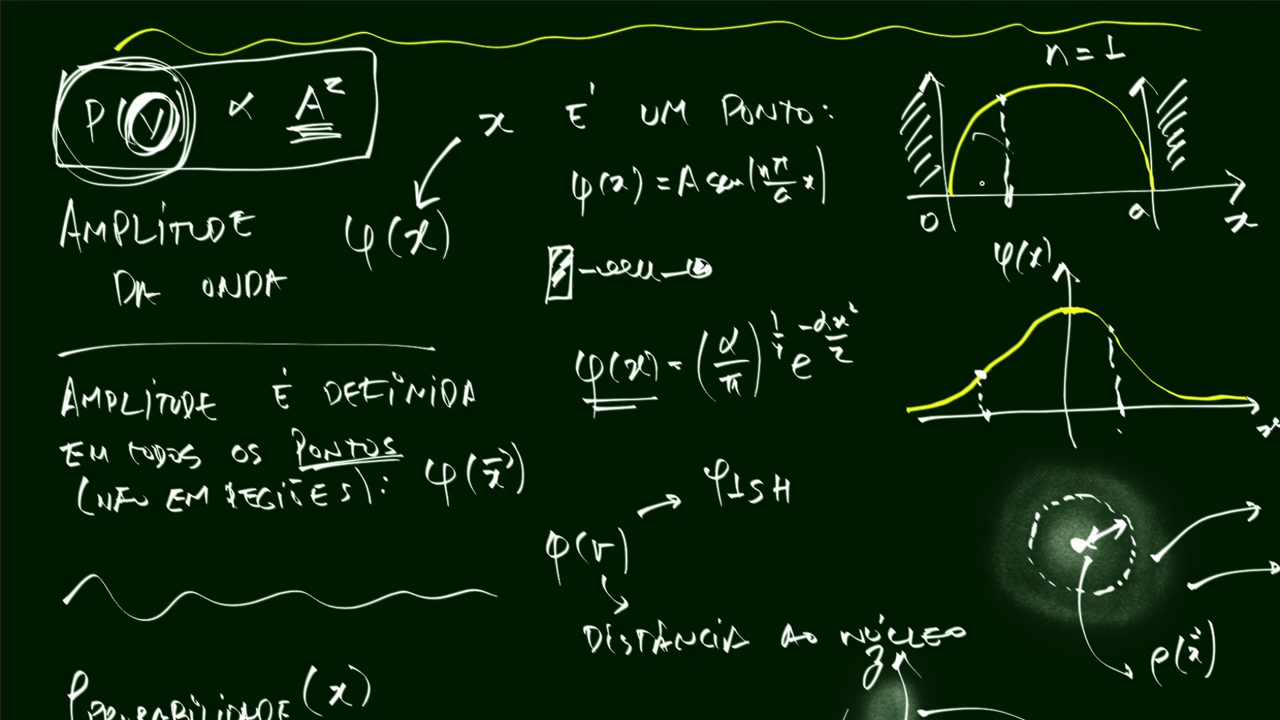 P(V) ∝ A²
AMPLITUDE
DA ONDA
φ(x)
AMPLITUDE É DEFINIDA
EM TODOS OS PONTOS
(NÃO EM REGIÕES): φ(x⃗)
ρ PROBABILIDADE (x)
x É UM PONTO:
φ(x) = A sen(nπ/a x)
φ(x) = (α/π)^1/4 e^-αx²/2
φ1SH
φ(r)
DISTÂNCIA AO NÚCLEO
z
n = 1
0 a x
φ(x)
ρ(x⃗)